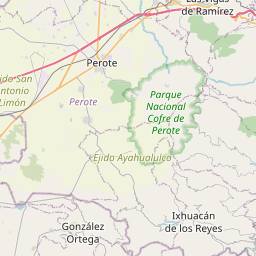 Las Vigas
de Ramírez
Perote
Ejido San
Antonio
Limón
Perote
Parque
Nacional
Cofre de
Perote
Ejido Ayahualulco
Ixhuacán
de los Reyes
González
Ortega